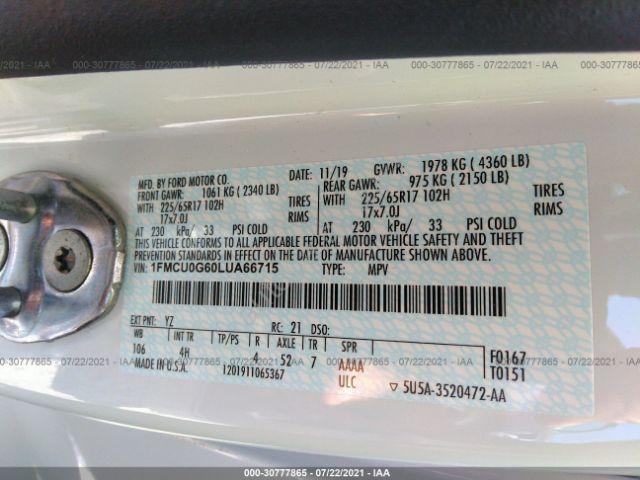 000-30777865 - 07/22/2021 - IAA
MFD. BY FORD MOTOR CO. 11/19 GVWR: 1978 KG ( 4360 LB)
FRONT GAWR: 1061 KG ( 2340 LB) REAR GAWR: 975 KG ( 2150 LB)
WITH 225/65R17 102H TIRES WITH 225/65R17 102H TIRES
17x7.0J RIMS 17x7.0J RIMS
AT 230 kPa/ 33 PSI COLD AT 230 kPa/ 33 PSI COLD
THIS VEHICLE CONFORMS TO ALL APPLICABLE FEDERAL MOTOR VEHICLE SAFETY AND THEFT
PREVENTION STANDARDS IN EFFECT ON THE DATE OF MANUFACTURE SHOWN ABOVE.
VIN: 1FMCU0G60LUA66715 TYPE: MPV
EXT PNT: YZ RC: 21 DSO:
WB INT TR TP/PS R AXLE TR SPR
106 4H 4 52 7 AAAA
MADE IN U.S.A. 1201911065367 ULC
F0167
T0151
5U5A-3520472-AA
000-30777865 - 07/22/2021 - IAA
000-30777865 - 07/22/2021 - IAA
000-30777865 - 07/22/2021 - IAA
000-30777865 - 07/22/2021 - IAA